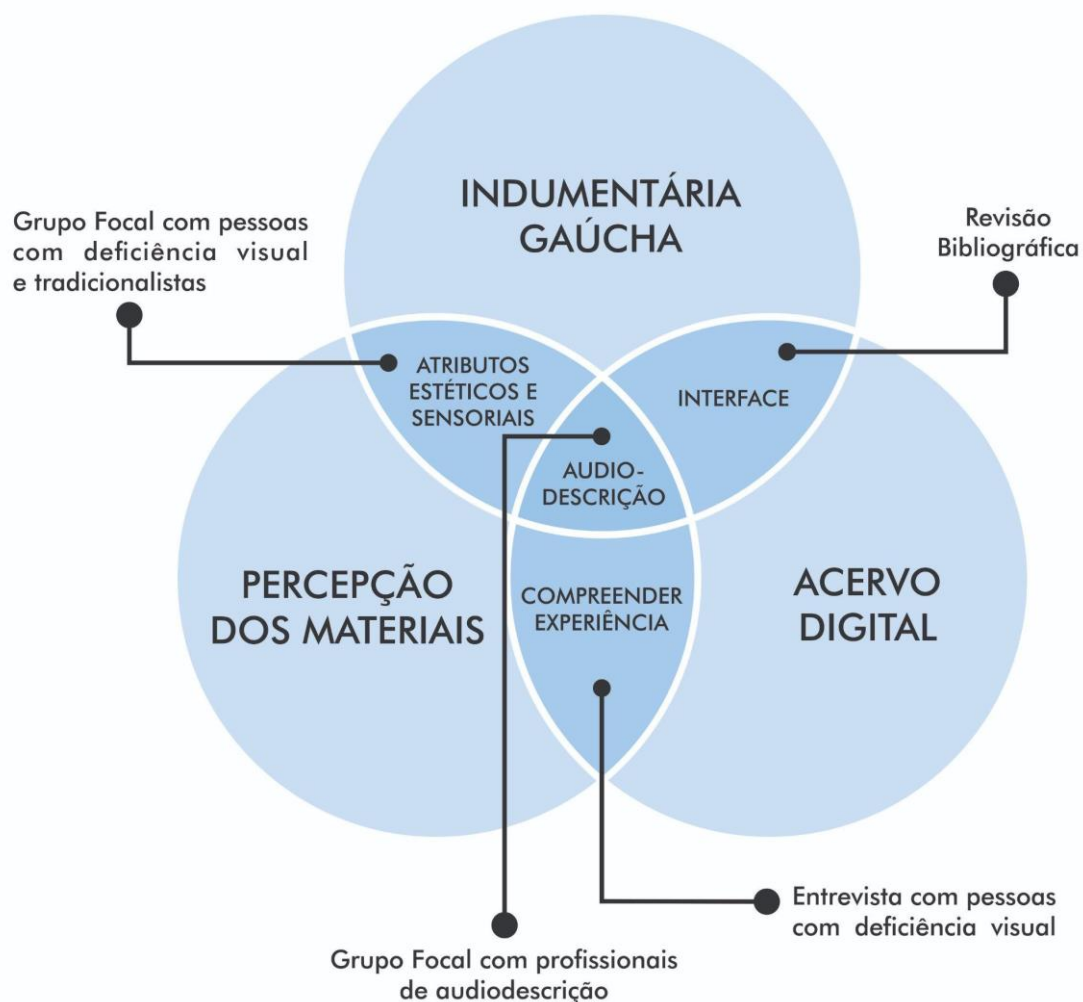 INDUMENTÁRIA
GAÚCHA
Grupo Focal com pessoas
com deficiência visual
e tradicionalistas
Revisão
Bibliográfica
ATRIBUTOS
ESTÉTICOS E
SENSORIAIS
INTERFACE
AUDIO-
DESCRIÇÃO
PERCEPÇÃO
DOS MATERIAIS
COMPREENDER
EXPERIÊNCIA
ACERVO
DIGITAL
Entrevista com pessoas
com deficiência visual
Grupo Focal com profissionais
de audiodescrição